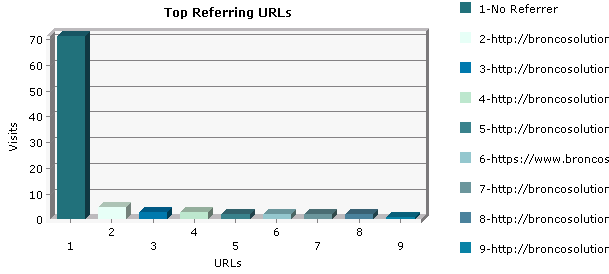 Top Referring URLs
Visits
70
60
50
40
30
20
10
0
1 2 3 4 5 6 7 8 9
URLs
1-No Referrer
2-http://broncosolution
3-http://broncosolution
4-http://broncosolution
5-http://broncosolution
6-https://www.broncos
7-http://broncosolution
8-http://broncosolution
9-http://broncosolution